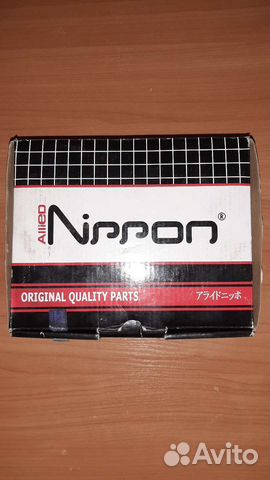 Allied Nippon®
ORIGINAL QUALITY PARTS アライドニッポ
Avito